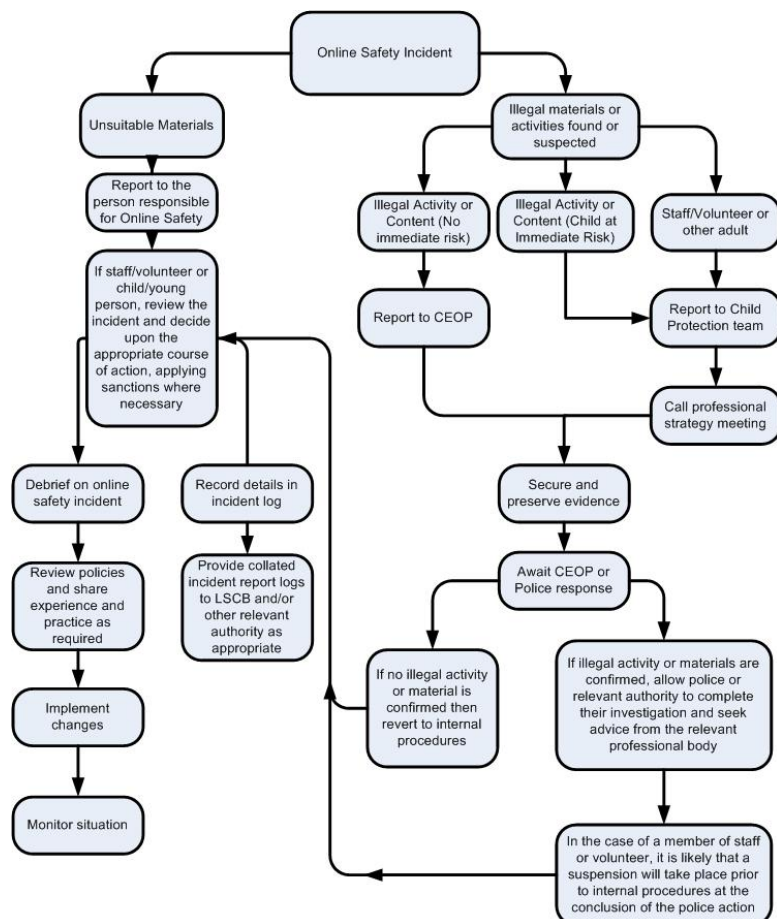 Online Safety Incident
Unsuitable Materials
Illegal materials or
activities found or
suspected
Report to the
person responsible
for Online Safety
Illegal Activity or
Content (No
immediate risk)
Illegal Activity or
Content (Child at
Immediate Risk)
Staff/Volunteer or
other adult
If staff/volunteer or
child/young
person, review the
incident and decide
upon the
appropriate course
of action, applying
sanctions where
necessary
Report to CEOP
Report to Child
Protection team
Call professional
strategy meeting
Debrief on online
safety incident
Record details in
incident log
Secure and
preserve evidence
Review policies
and share
experience and
practice as
required
Provide collated
incident report logs
to LSCB and/or
other relevant
authority as
appropriate
Await CEOP or
Police response
If no illegal activity
or material is
confirmed then
revert to internal
procedures
If illegal activity or materials are
confirmed, allow police or
relevant authority to complete
their investigation and seek
advice from the relevant
professional body
Implement
changes
Monitor situation
In the case of a member of staff
or volunteer, it is likely that a
suspension will take place prior
to internal procedures at the
conclusion of the police action